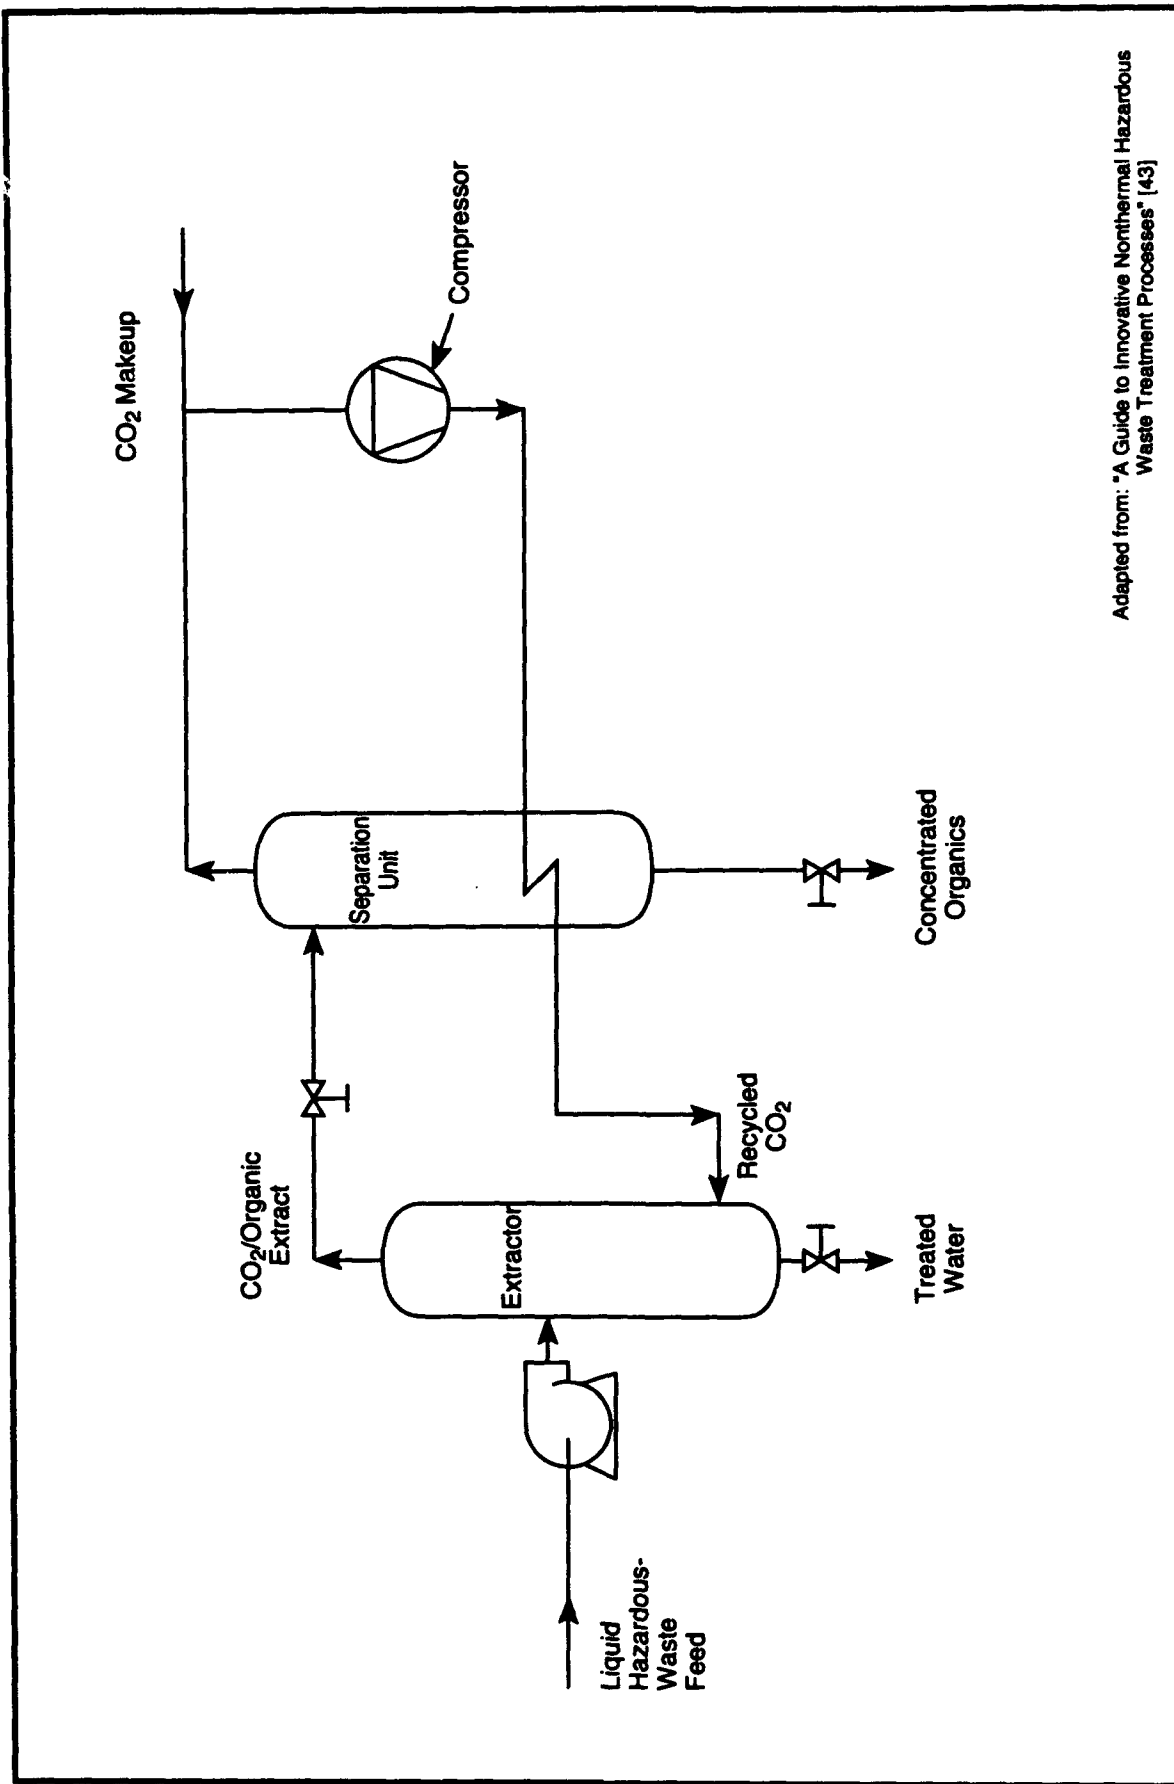 CO₂ Makeup
Compressor
CO₂/Organic
Extract
Separation
Unit
Extractor
Recycled
CO₂
Liquid
Hazardous-
Waste
Feed
Treated
Water
Concentrated
Organics
Adapted from: "A Guide to Innovative Nonthermal Hazardous
Waste Treatment Processes" [43]